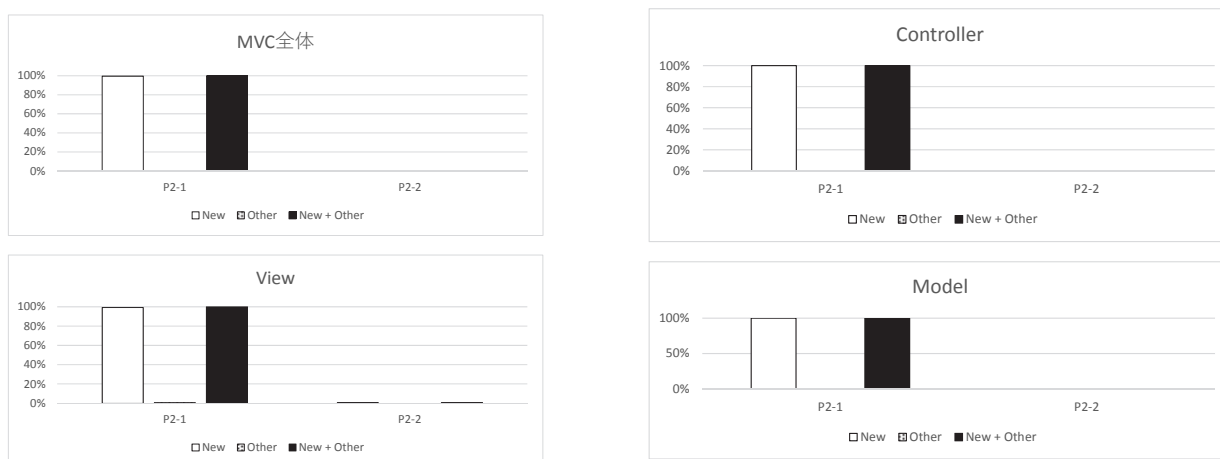 MVC全体
100%
80%
60%
40%
20%
0%
P2-1 P2-2
New Other New + Other
Controller
100%
80%
60%
40%
20%
0%
P2-1 P2-2
New Other New + Other
View
100%
80%
60%
40%
20%
0%
P2-1 P2-2
New Other New + Other
Model
100%
50%
0%
P2-1 P2-2
New Other New + Other